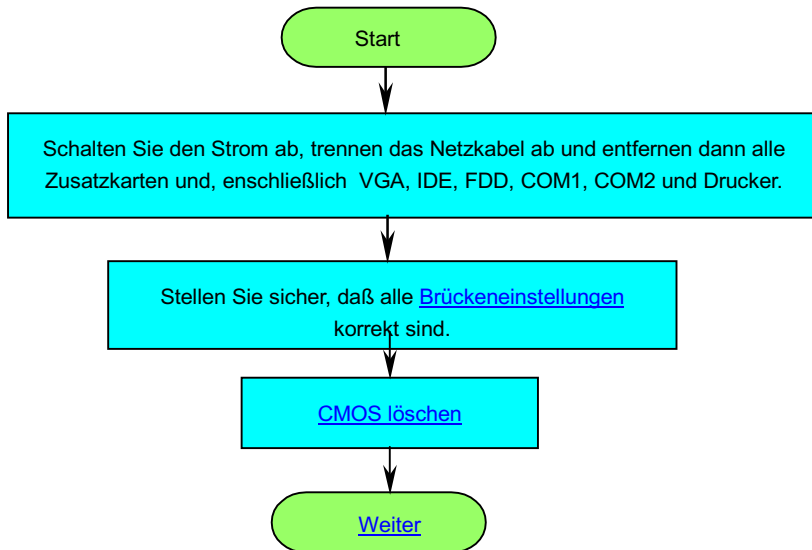 Start
Schalten Sie den Strom ab, trennen das Netzkabel ab und entfernen dann alle
Zusatzkarten und, enschließlich  VGA, IDE, FDD, COM1, COM2 und Drucker.
Stellen Sie sicher, daß alle Brückeneinstellungen
korrekt sind.
CMOS löschen
Weiter